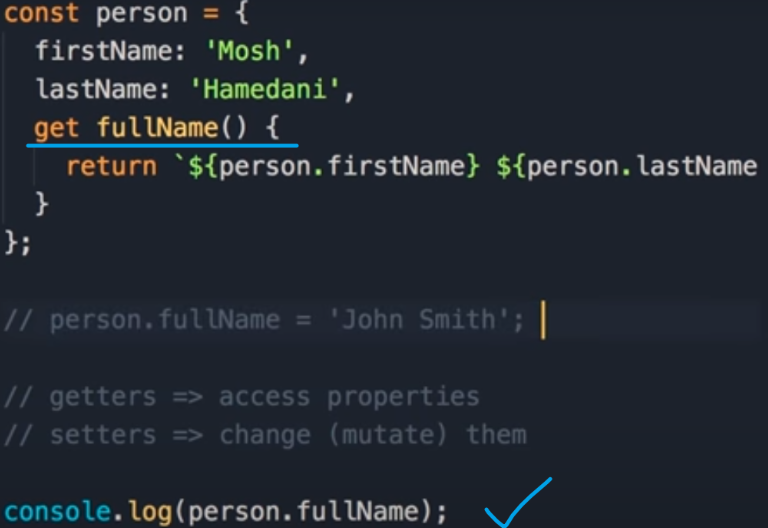 const person = {
firstName: 'Mosh',
lastName: 'Hamedani',
get fullName() {
return `${person.firstName} ${person.lastName
}
};
// person.fullName = 'John Smith';
// getters => access properties
// setters => change (mutate) them
console.log(person.fullName);